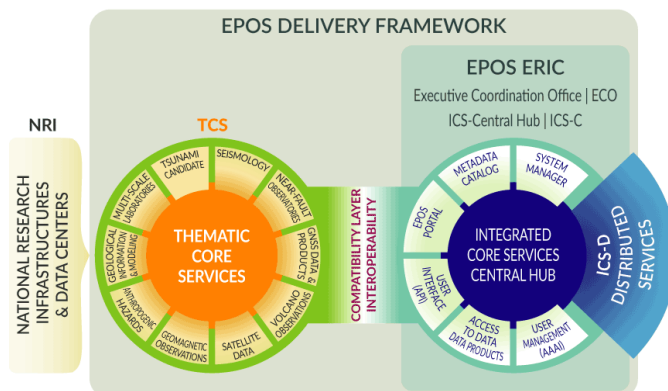 EPOS DELIVERY FRAMEWORK
EPOS ERIC
Executive Coordination Office | ECO
ICS-Central Hub | ICS-C
NRI
NATIONAL RESEARCH
INFRASTRUCTURES
& DATA CENTERS
TCS
THEMATIC
CORE
SERVICES
TSUNAMI
CANDIDATE
SEISMOLOGY
NEAR-FAULT
OBSERVATORIES
GNSS DATA &
PRODUCTS
VOLCANO
OBSERVATIONS
SATELLITE
DATA
GEOMAGNETIC
OBSERVATIONS
ANTHROPOGENIC
HAZARDS
GEOLOGICAL
INFORMATION
& MODELING
MULTI-SCALE
LABORATORIES
COMPATIBILITY LAYER
INTEROPERABILITY
INTEGRATED
CORE SERVICES
CENTRAL HUB
METADATA
CATALOG
SYSTEM
MANAGER
USER
MANAGEMENT
(AAAI)
ACCESS
TO DATA
DATA PRODUCTS
USER
INTERFACE
(API)
EPOS
PORTAL
ICS-D
DISTRIBUTED
SERVICES